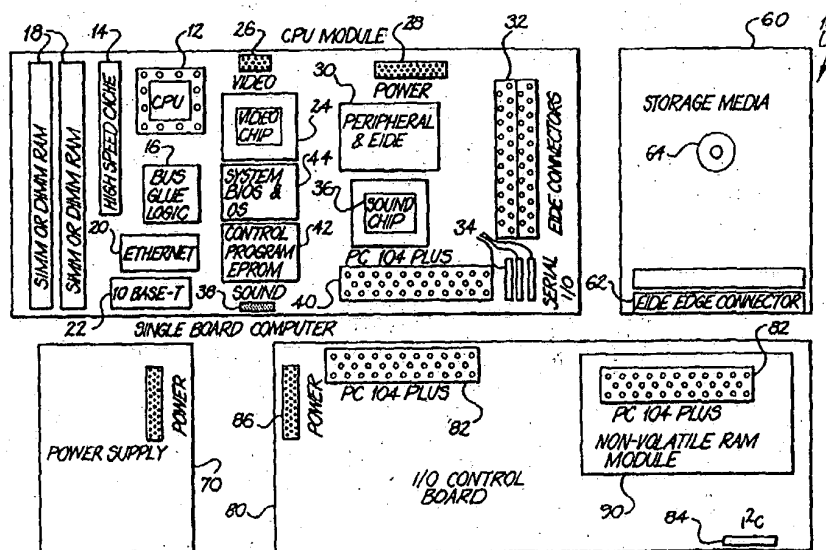 CPU MODULE
12
14
18
26
28
32
60
VIDEO
POWER
30
CPU
HIGH SPEED CACHE
SIMM OR DIMM RAM
SIMM OR DIMM RAM
VIDEO
CHIP
24
PERIPHERAL
& EIDE
EIDE CONNECTORS
STORAGE MEDIA
64
16
BUS
GLUE
LOGIC
SYSTEM
BIOS &
OS
44
36
SOUND
CHIP
20
ETHERNET
CONTROL
PROGRAM
EPROM
42
34
PC 104 PLUS
40
SERIAL
I/O
10 BASE-T
22
SOUND
38
62
EIDE EDGE CONNECTOR
SINGLE BOARD COMPUTER
82
86
POWER
POWER
PC 104 PLUS
82
PC 104 PLUS
POWER SUPPLY
70
NON-VOLATILE RAM
MODULE
I/O CONTROL
BOARD
80
90
84
I²C